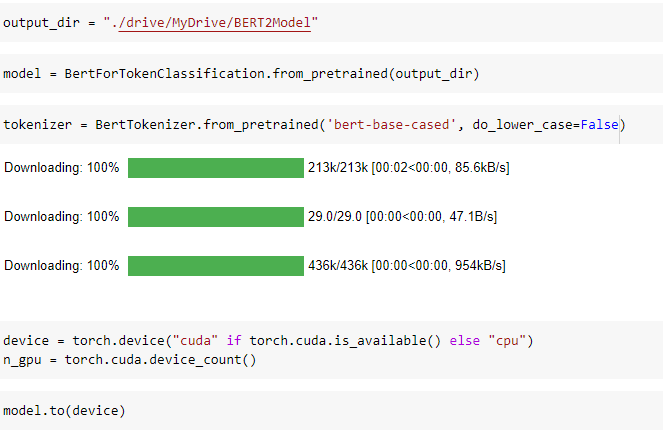 output_dir = "./drive/MyDrive/BERT2Model"
model = BertForTokenClassification.from_pretrained(output_dir)
tokenizer = BertTokenizer.from_pretrained('bert-base-cased', do_lower_case=False)
Downloading: 100% 213k/213k [00:02<00:00, 85.6kB/s]
Downloading: 100% 29.0/29.0 [00:00<00:00, 47.1B/s]
Downloading: 100% 436k/436k [00:00<00:00, 954kB/s]
device = torch.device("cuda" if torch.cuda.is_available() else "cpu")
n_gpu = torch.cuda.device_count()
model.to(device)